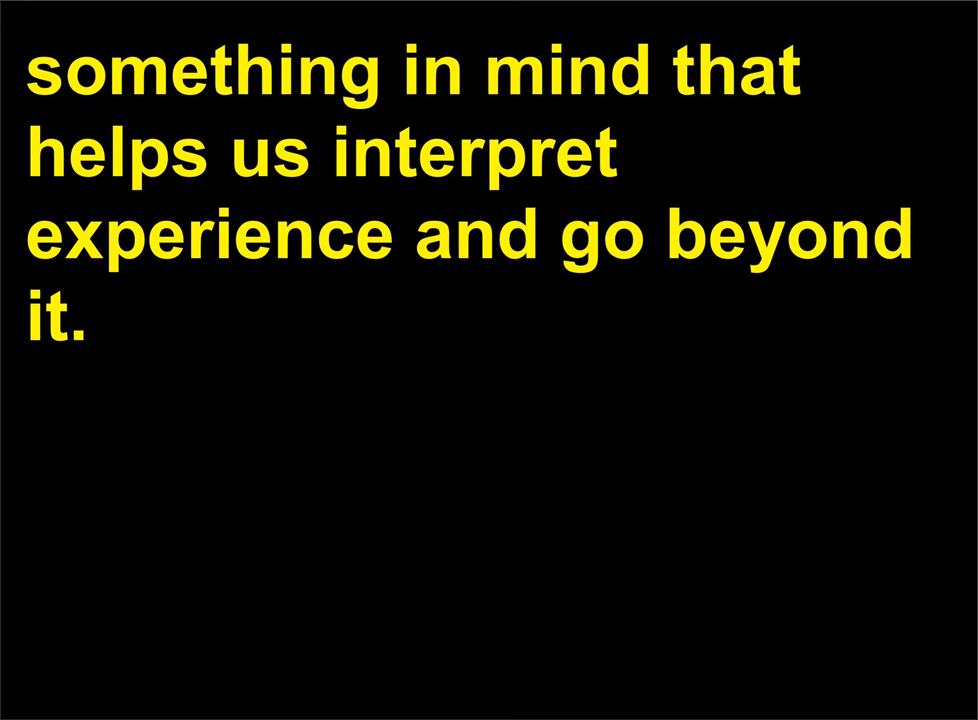 something in mind that
helps us interpret
experience and go beyond
it.